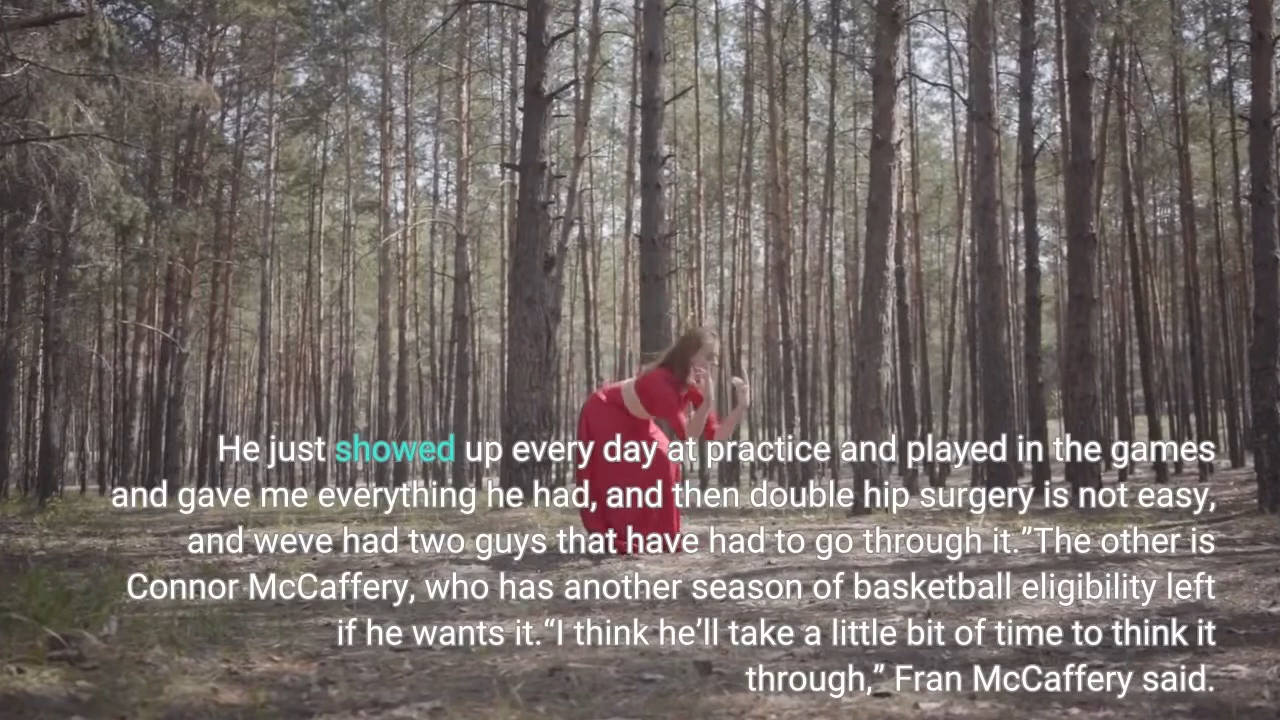 He just showed up every day at practice and played in the games
and gave me everything he had, and then double hip surgery is not easy,
and weve had two guys that have had to go through it.”The other is
Connor McCaffery, who has another season of basketball eligibility left
if he wants it.“I think he’ll take a little bit of time to think it
through,” Fran McCaffery said.